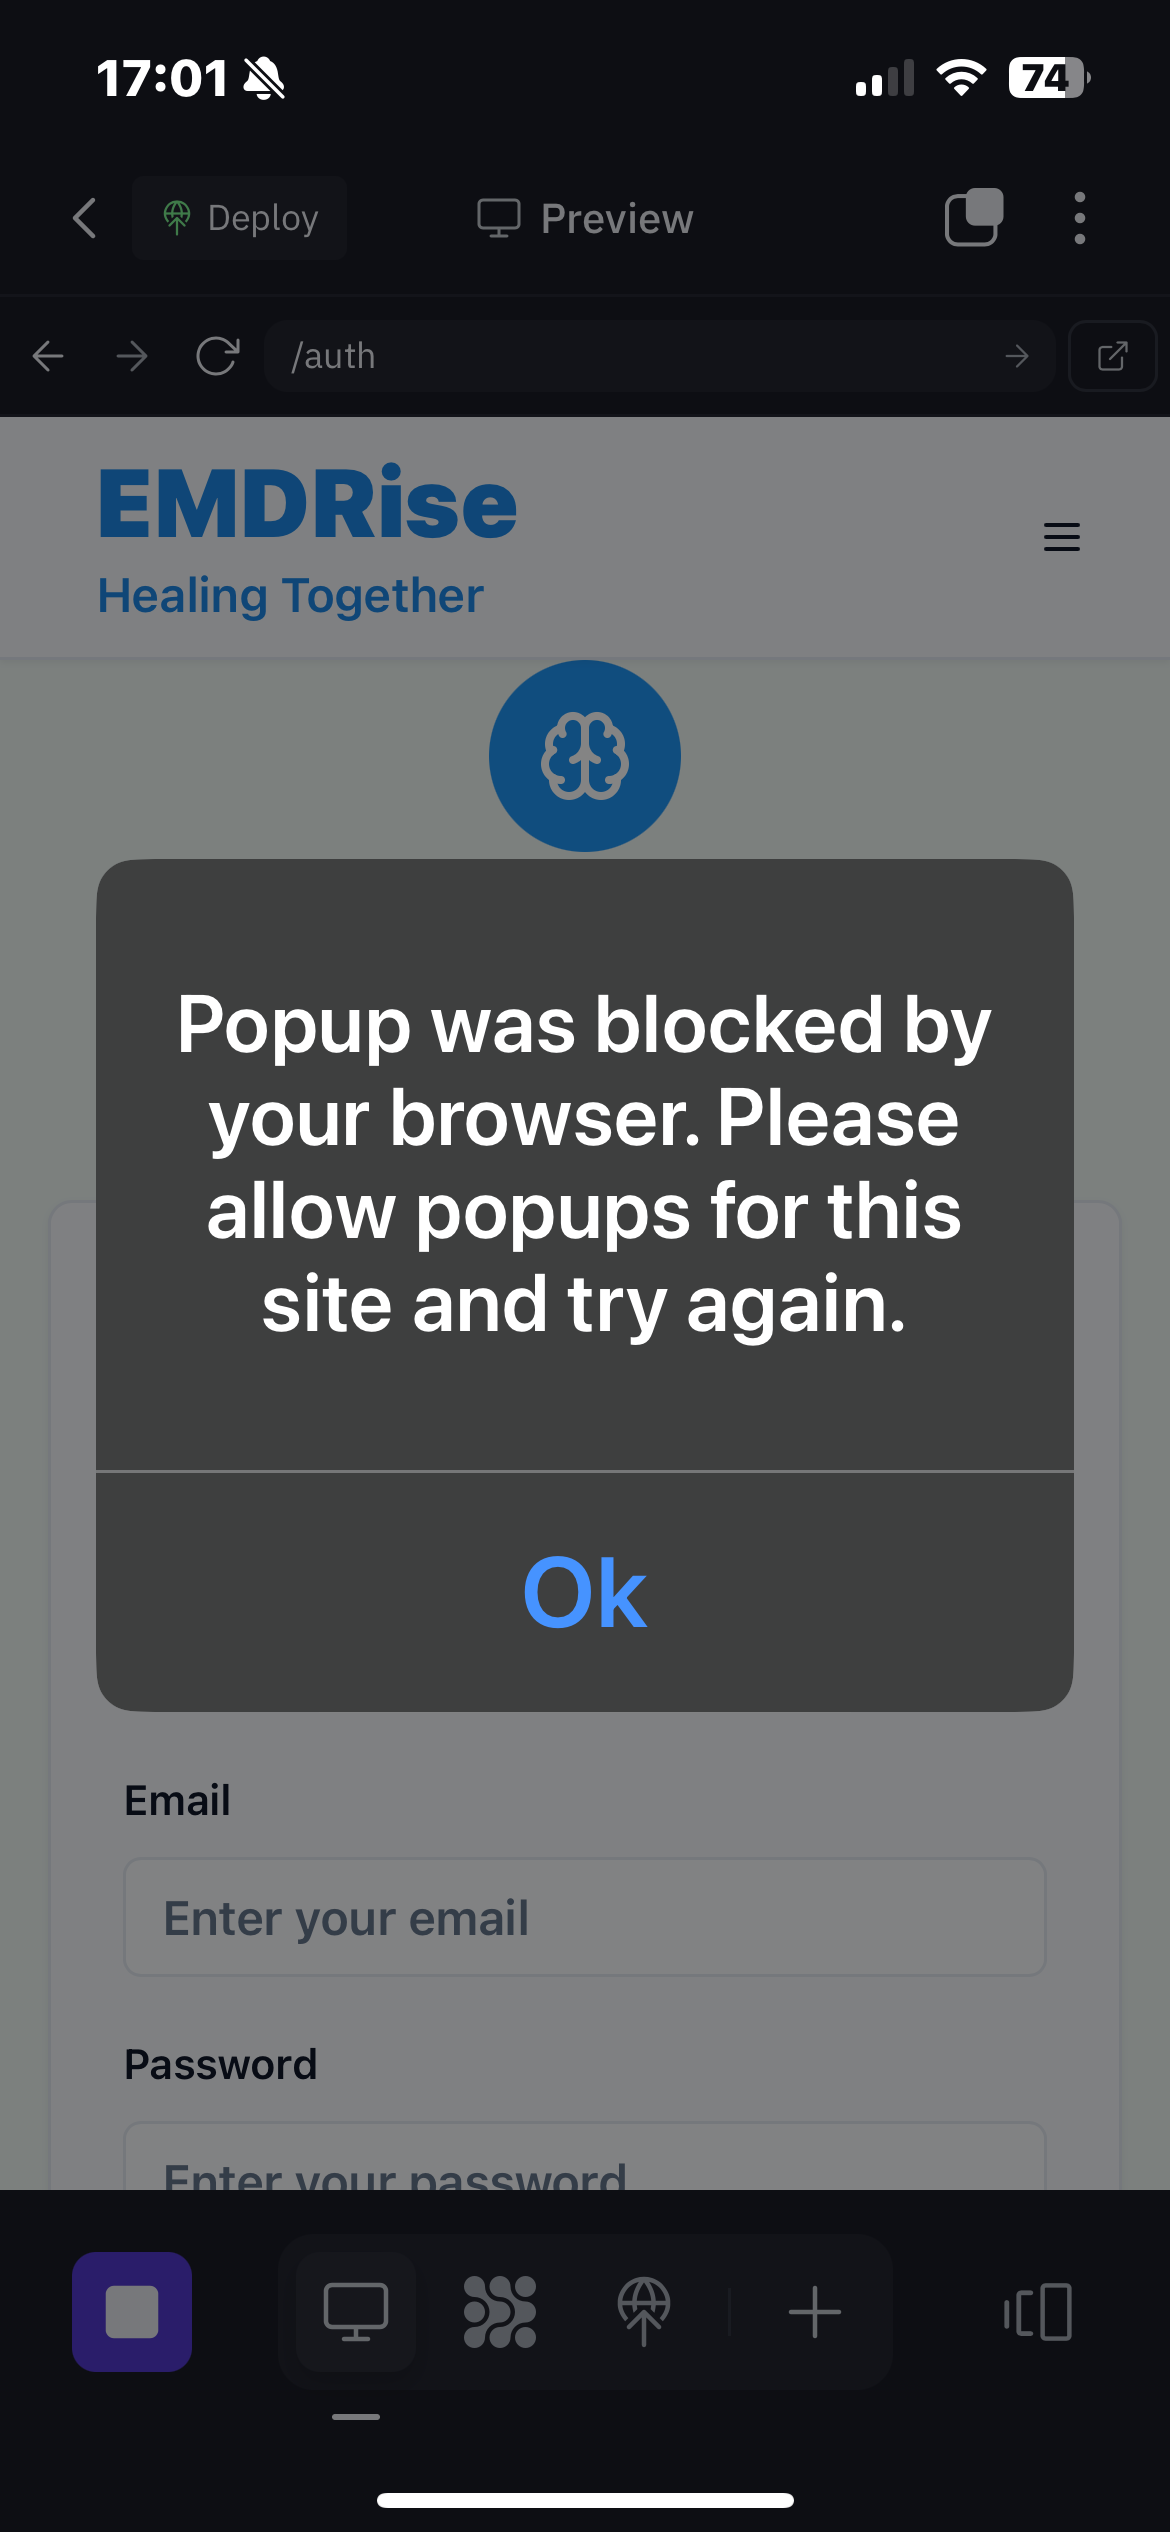 17:01
74
Deploy
Preview
/auth
EMDRise
Healing Together
Popup was blocked by
your browser. Please
allow popups for this
site and try again.
Ok
Email
Enter your email
Password
Enter your password